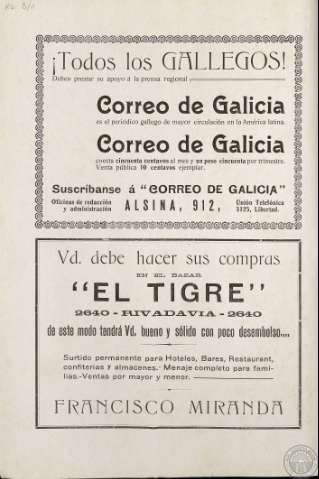 ¡Todos los GALLEGOS!
Deben prestar su apoyo á la prensa regional
Correo de Galicia
es el periódico gallego de mayor circulación en la América latina.
Correo de Galicia
cuesta cincuenta centavos al mes y un peso cincuenta por trimestre.
Venta pública 10 centavos ejemplar.
Suscríbanse á "CORREO DE GALICIA"
Oficinas de redacción y administración ALSINA, 912, Unión Telefónica 3125, Libertad.
Vd. debe hacer sus compras
EN EL BAZAR
"EL TIGRE"
2640 - RIVADAVIA - 2640
de este modo tendrá Vd. bueno y sólido con poco desembolso....
Surtido permanente para Hoteles, Bares, Restaurant,
confiterías y almacenes.- Menaje completo para fami-
lias.-Ventas por mayor y menor.
FRANCISCO MIRANDA